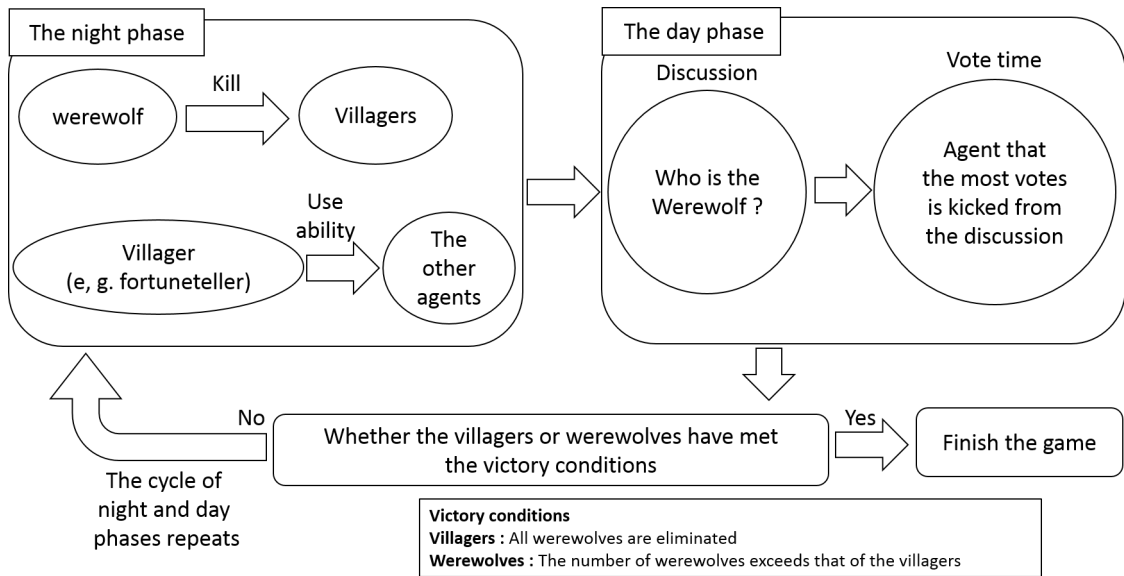 The night phase
werewolf
Kill
Villagers
Villager
(e, g. fortuneteller)
Use
ability
The
other
agents
The day phase
Discussion
Who is the
Werewolf ?
Vote time
Agent that
the most votes
is kicked from
the discussion
No
Whether the villagers or werewolves have met
the victory conditions
Yes
Finish the game
The cycle of
night and day
phases repeats
Victory conditions
Villagers : All werewolves are eliminated
Werewolves : The number of werewolves exceeds that of the villagers